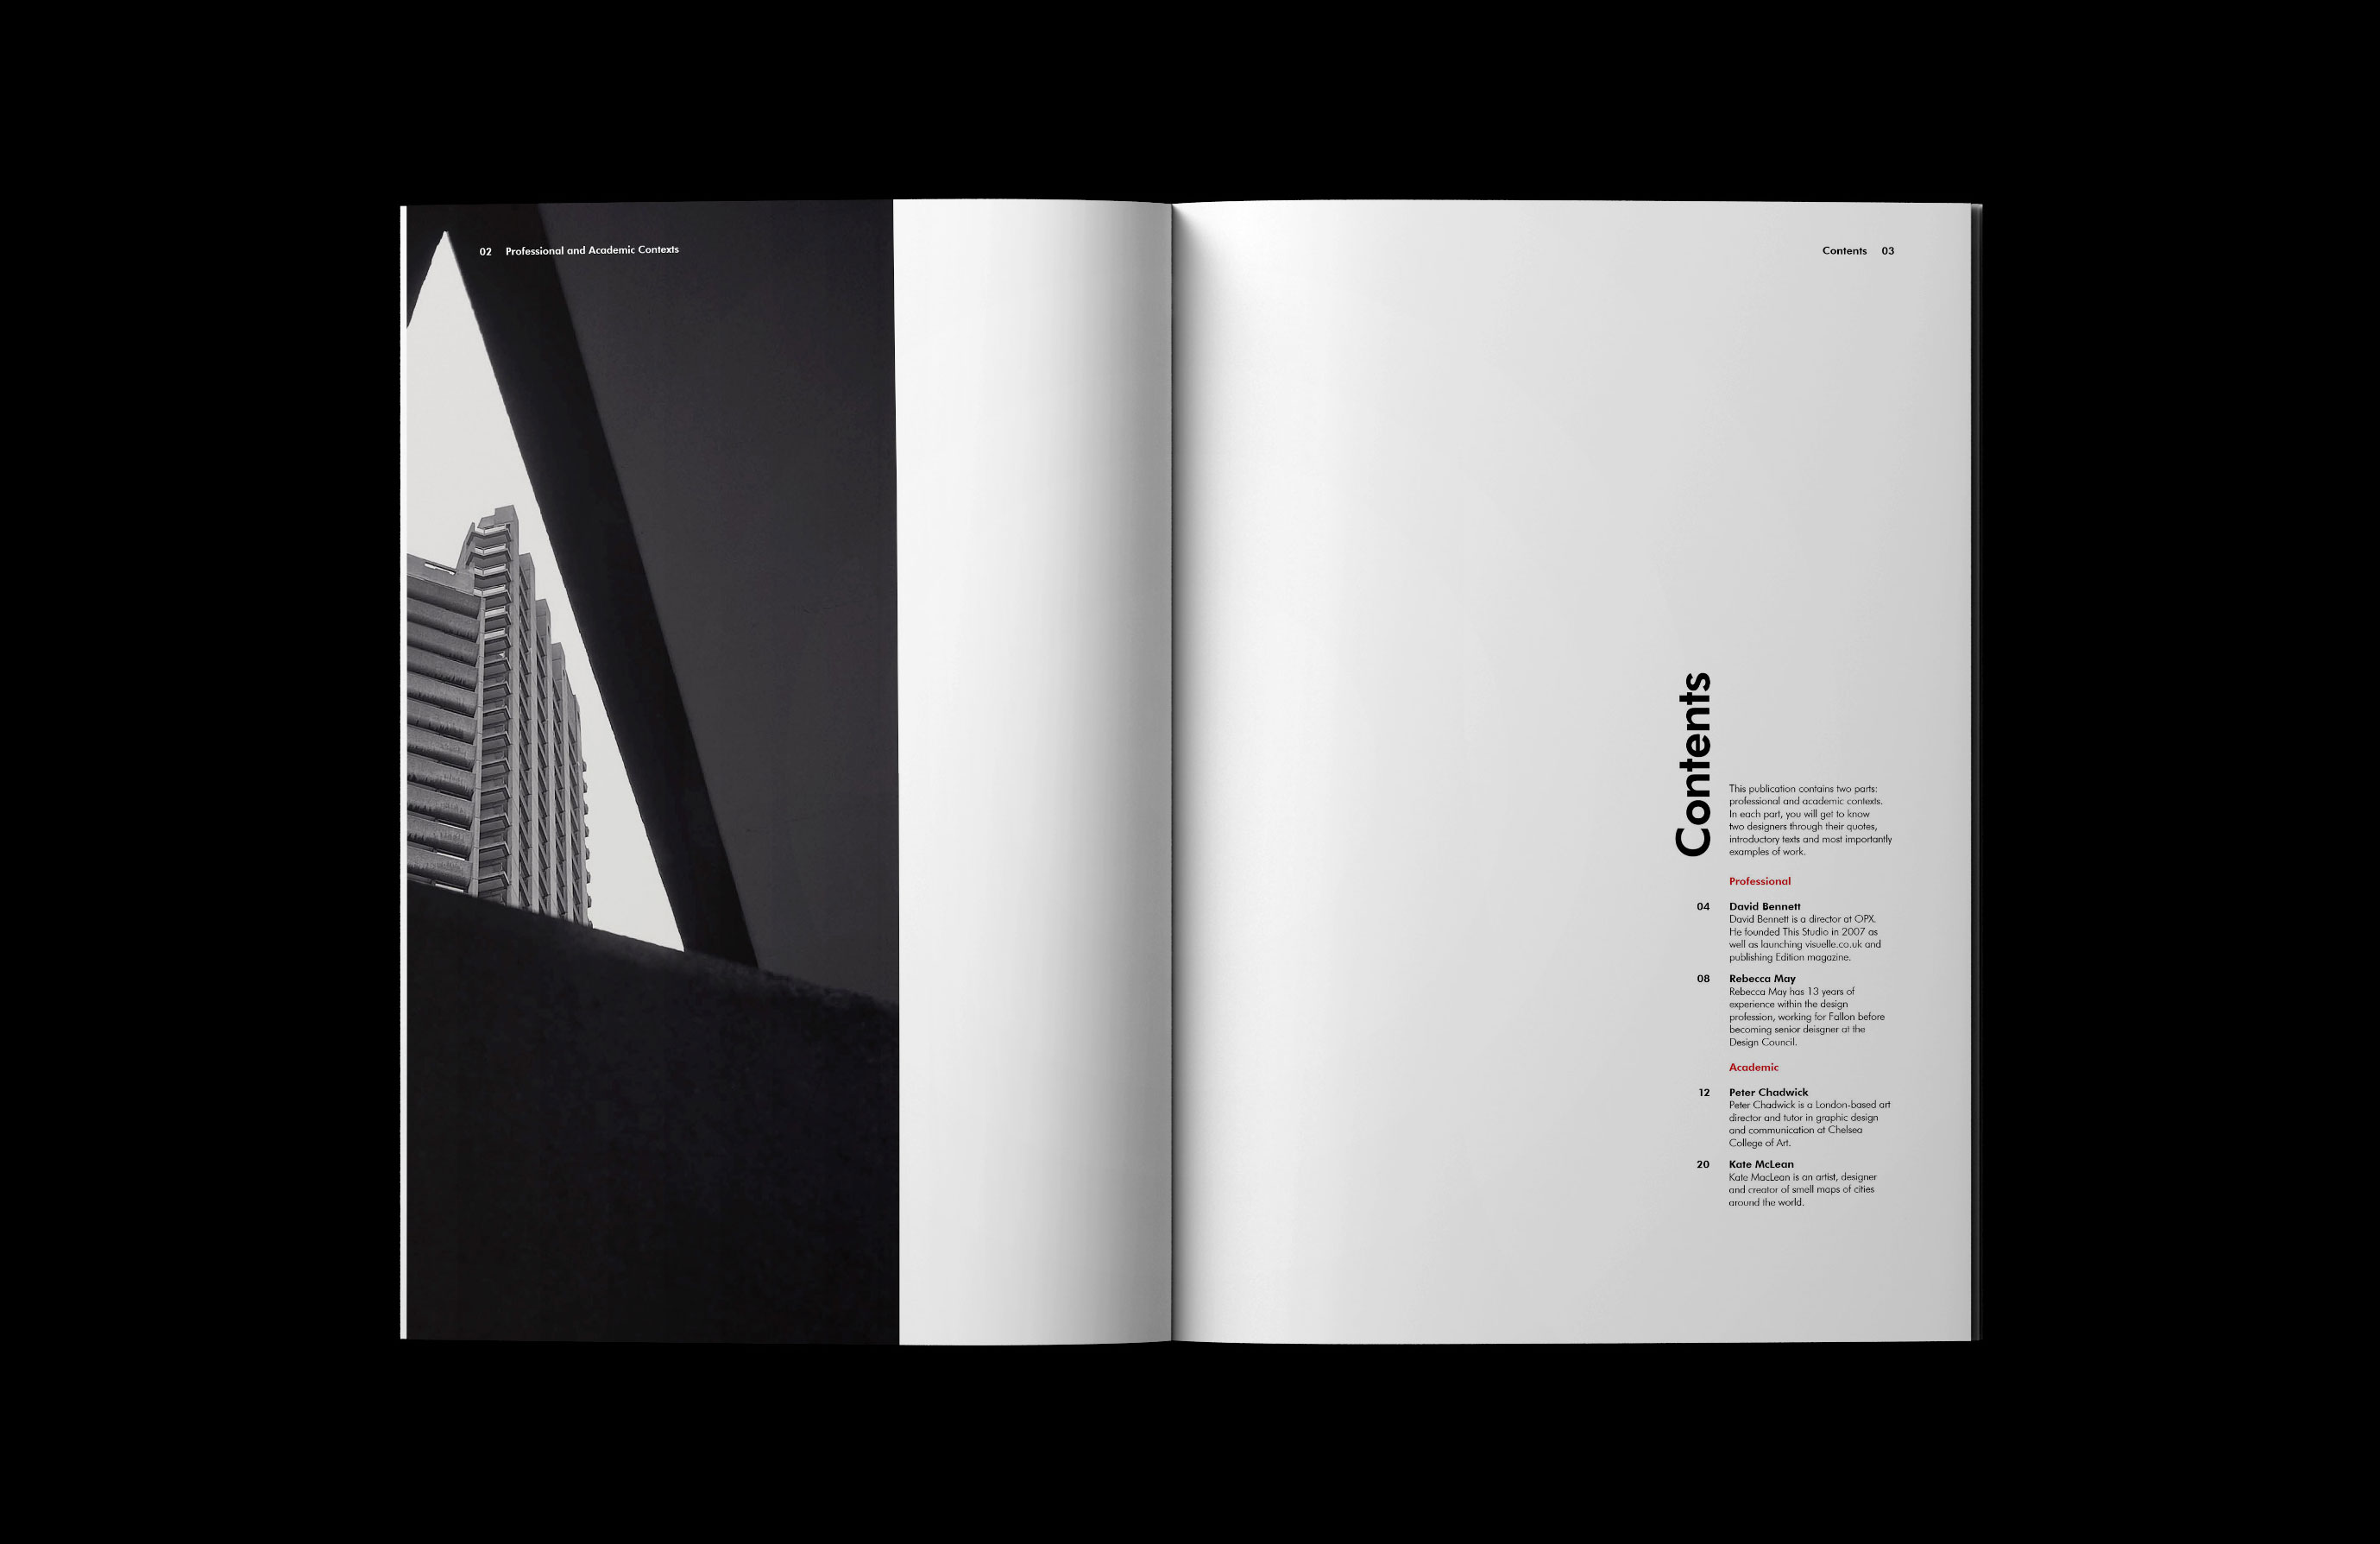 02 Professional and Academic Contexts
Contents 03
Contents
This publication contains two parts:
professional and academic contexts.
In each part, you will get to know
two designers through their quotes,
introductory texts and most importantly
examples of work.
Professional
04 David Bennett
David Bennett is a director at OPX.
He founded This Studio in 2007 as
well as launching visuelle.co.uk and
publishing Edition magazine.
08 Rebecca May
Rebecca May has 13 years of
experience within the design
profession, working for Fallon before
becoming senior deisgner at the
Design Council.
Academic
12 Peter Chadwick
Peter Chadwick is a London-based art
director and tutor in graphic design
and communication at Chelsea
College of Art.
20 Kate McLean
Kate MacLean is an artist, designer
and creator of smell maps of cities
around the world.